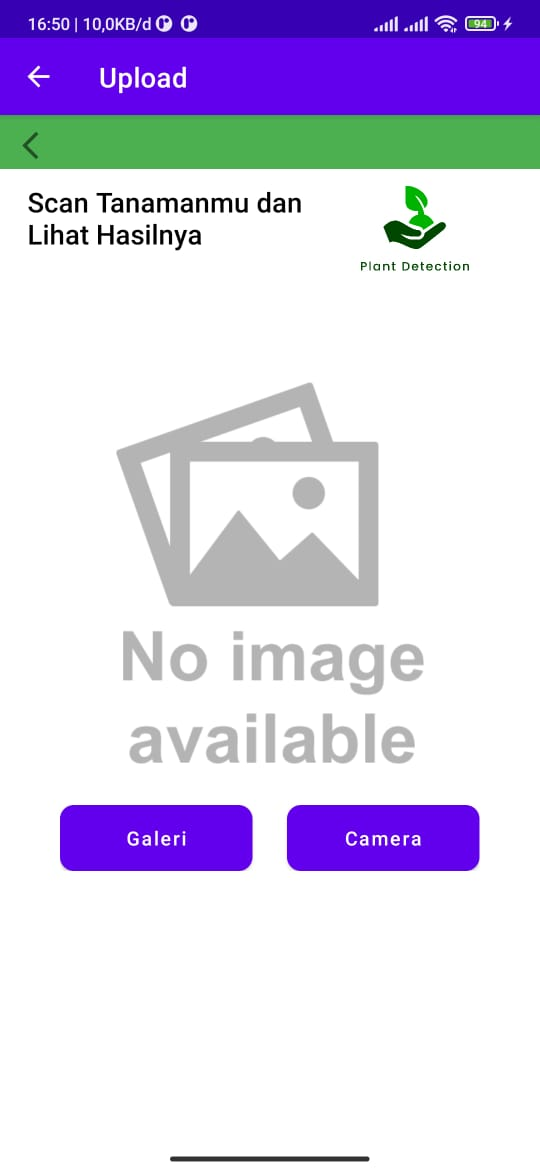 16:50 | 10,0KB/d
94
Upload
Scan Tanamanmu dan
Lihat Hasilnya
Plant Detection
No image
available
Galeri
Camera